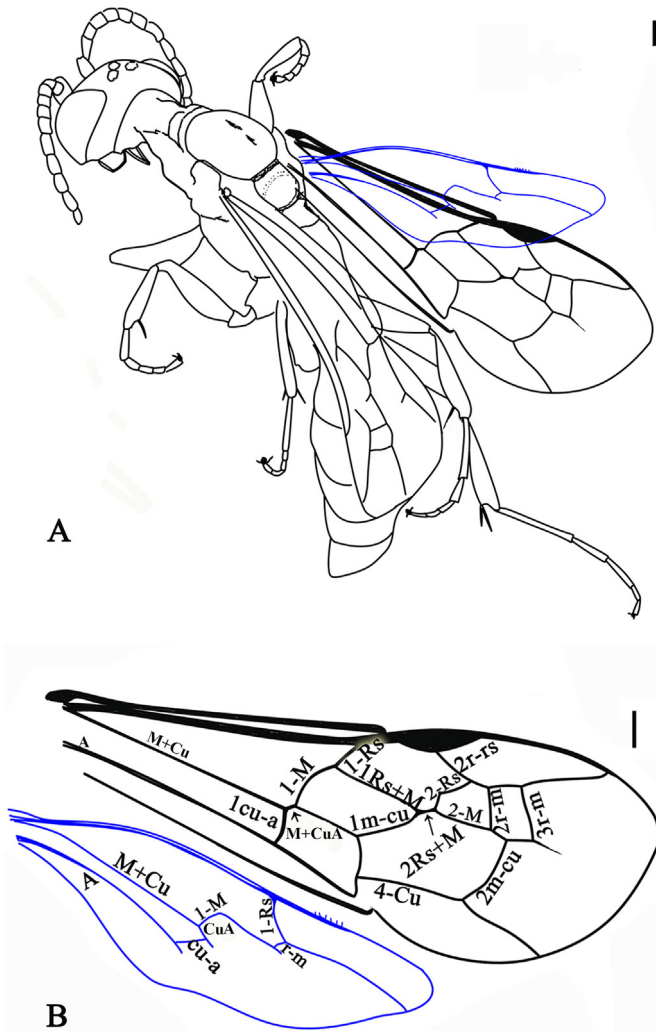 A
A
M+Cu
1-Rs
2r-rs
1-M
1Rs+M
2-Rs
1cu-a
M+CuA
1m-cu
2-M
2r-m
3r-m
2Rs+M
4-Cu
2m-cu
M+Cu
A
1-M
CuA
1-Rs
cu-a
r-m
B